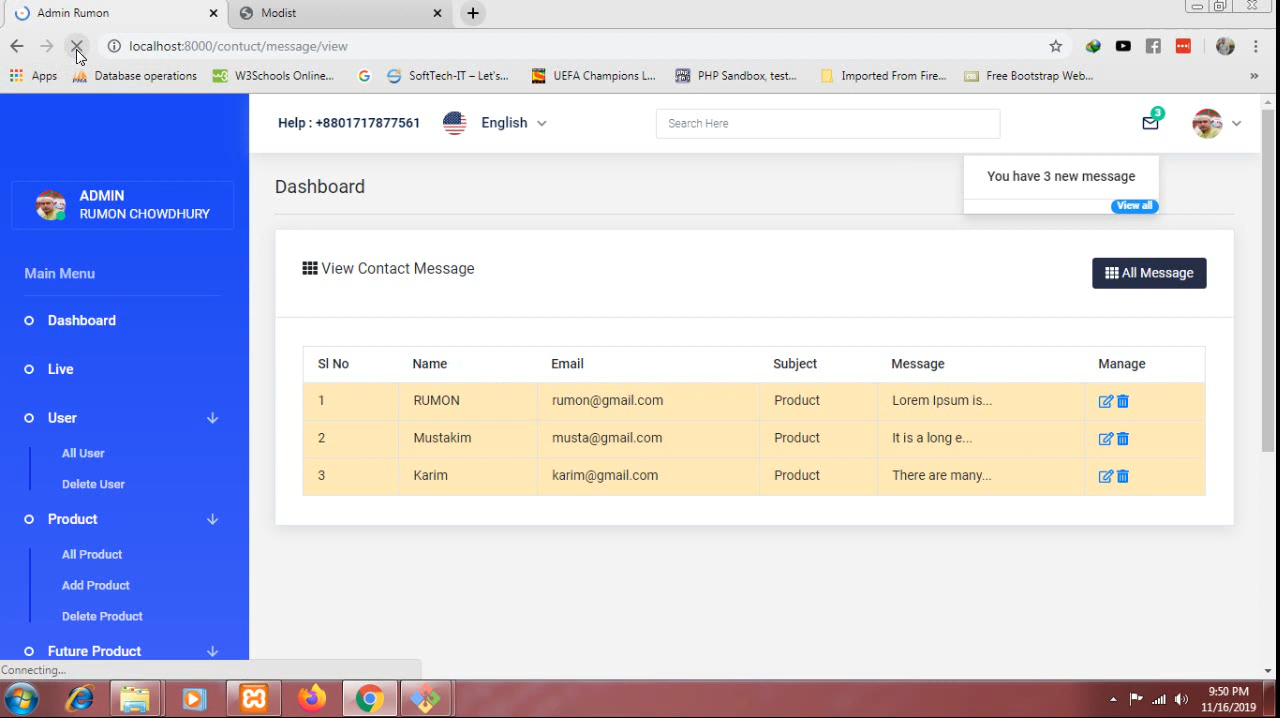 Admin Rumon
Modist
localhost:8000/contuct/message/view
Apps
Database operations
W3Schools Online...
SoftTech-IT – Let's...
UEFA Champions L...
PHP Sandbox, test...
Imported From Fire...
Free Bootstrap Web...
Help : +8801717877561
English
Search Here
3
ADMIN
RUMON CHOWDHURY
Main Menu
Dashboard
Live
User
All User
Delete User
Product
All Product
Add Product
Delete Product
Future Product
Dashboard
You have 3 new message
View all
View Contact Message
All Message
Sl No Name Email Subject Message Manage
1 RUMON rumon@gmail.com Product Lorem Ipsum is...
2 Mustakim musta@gmail.com Product It is a long e...
3 Karim karim@gmail.com Product There are many...
Connecting...
9:50 PM
11/16/2019